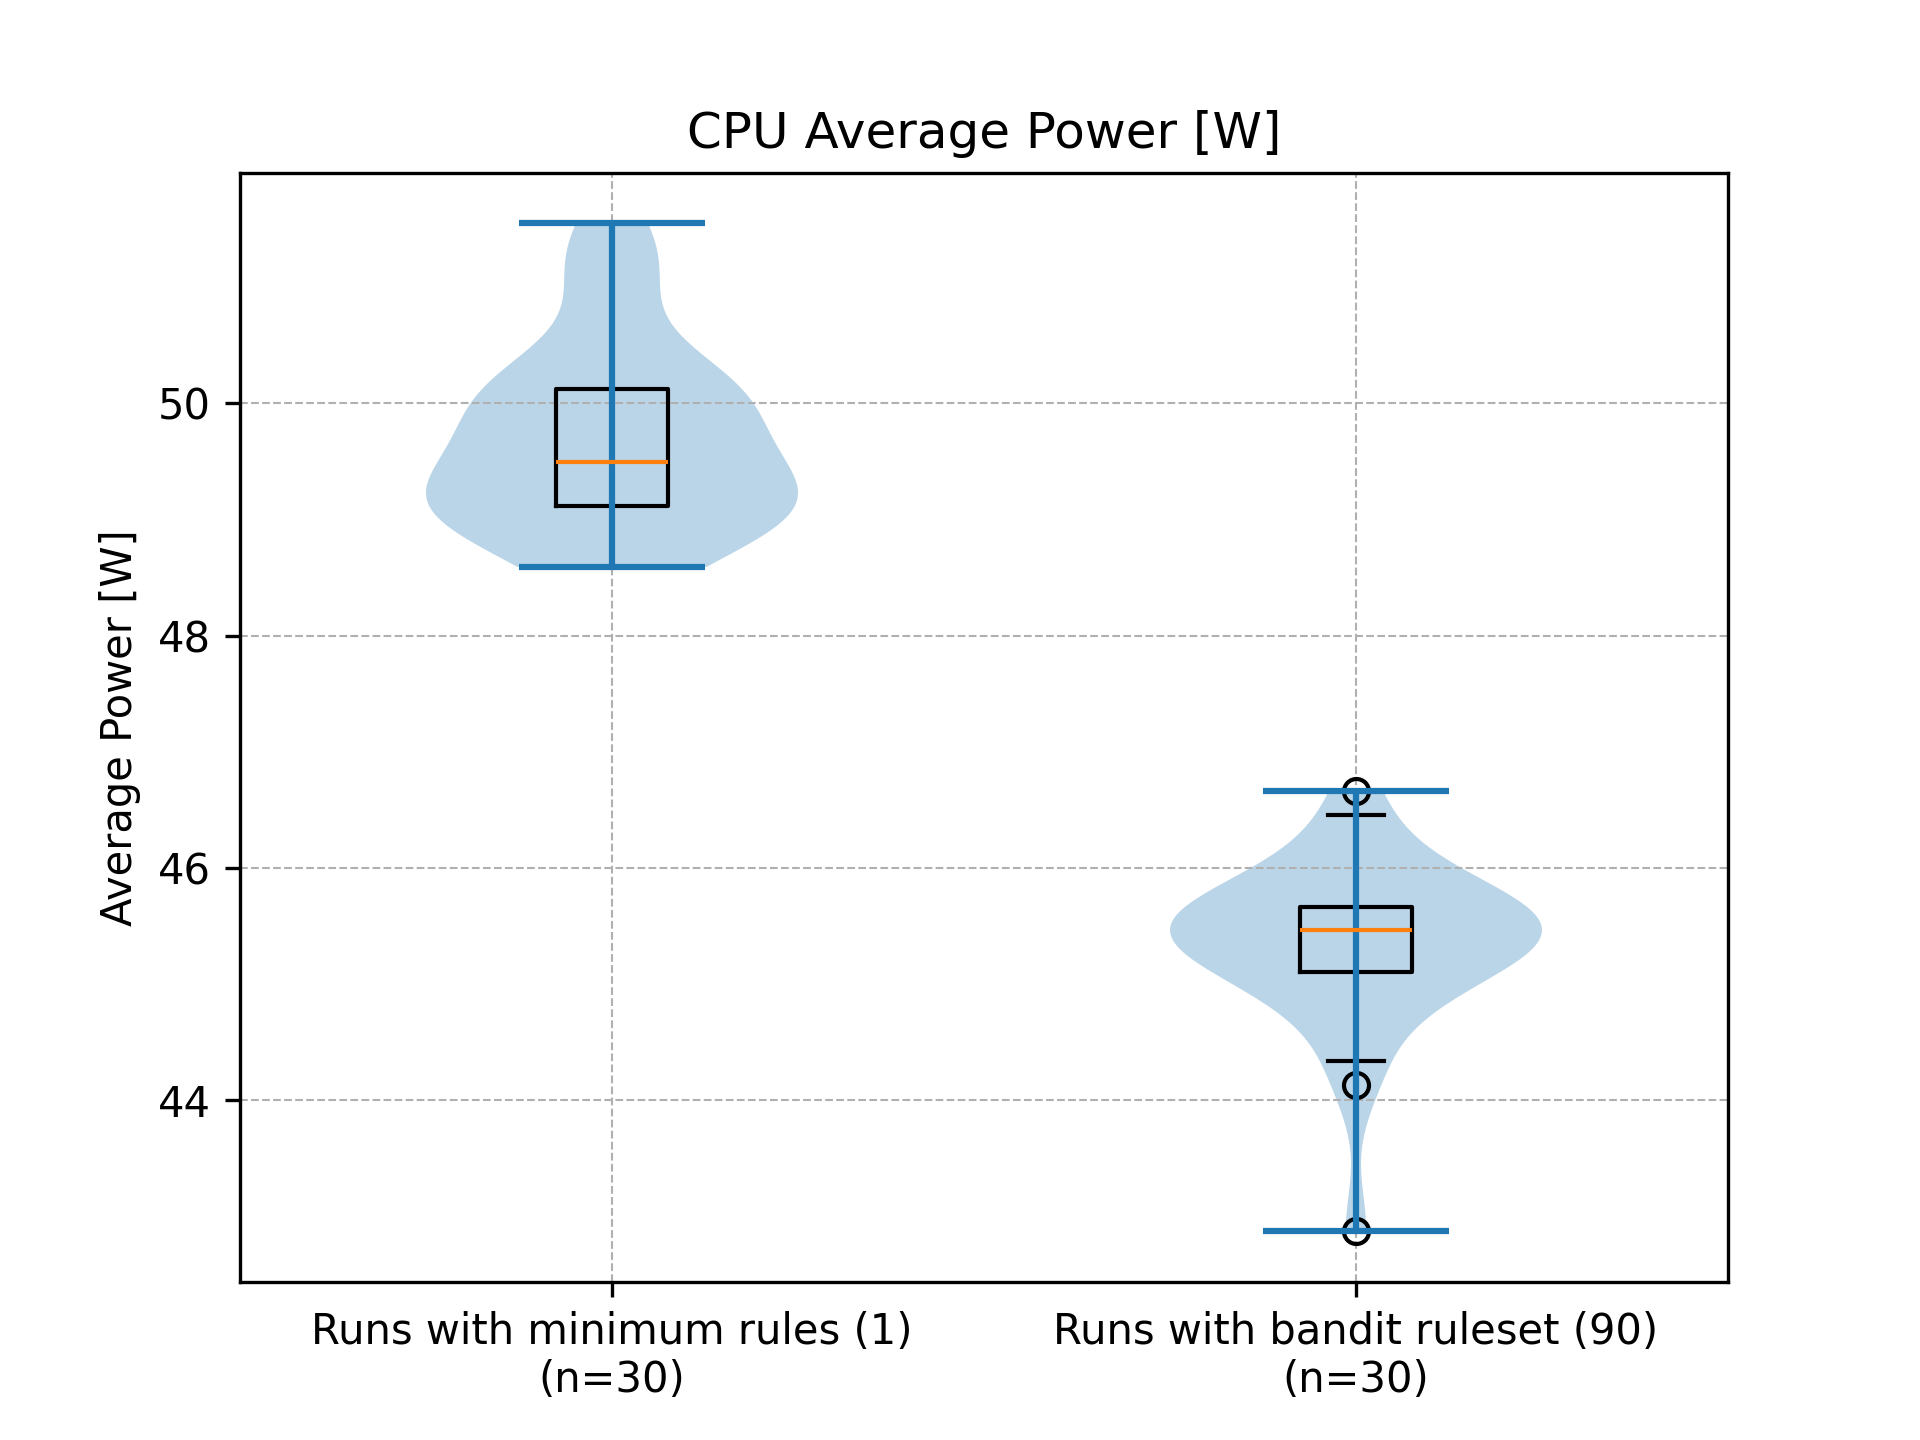 CPU Average Power [W]
Average Power [W]
50
48
46
44
Runs with minimum rules (1)
(n=30)
Runs with bandit ruleset (90)
(n=30)